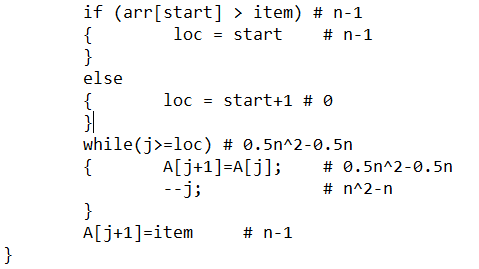 if (arr[start] > item) # n-1
{ loc = start # n-1
}
else
{ loc = start+1 # 0
}
while(j>=loc) # 0.5n^2-0.5n
{ A[j+1]=A[j]; # 0.5n^2-0.5n
--j; # n^2-n
}
A[j+1]=item # n-1
}